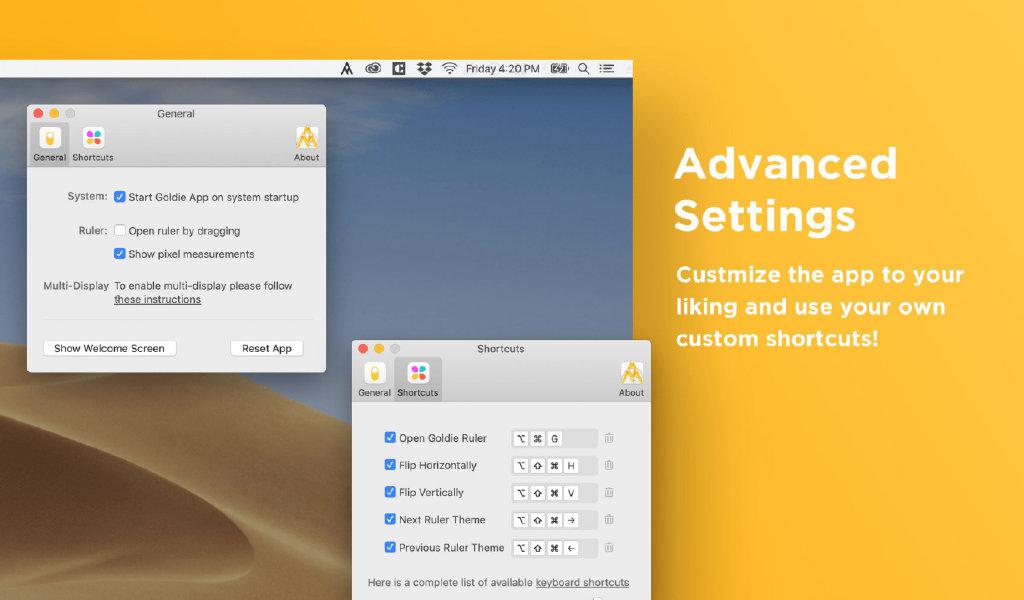 Friday 4:20 PM
General
General Shortcuts About
System: Start Goldie App on system startup
Ruler: Open ruler by dragging
Show pixel measurements
Multi-Display To enable multi-display please follow
these instructions
Show Welcome Screen Reset App
Advanced
Settings
Custmize the app to your
liking and use your own
custom shortcuts!
Shortcuts
General Shortcuts About
Open Goldie Ruler ⌥ ⌘ G
Flip Horizontally ⌥ ⇧ ⌘ H
Flip Vertically ⌥ ⇧ ⌘ V
Next Ruler Theme ⌥ ⇧ ⌘ →
Previous Ruler Theme ⌥ ⇧ ⌘ ←
Here is a complete list of available keyboard shortcuts